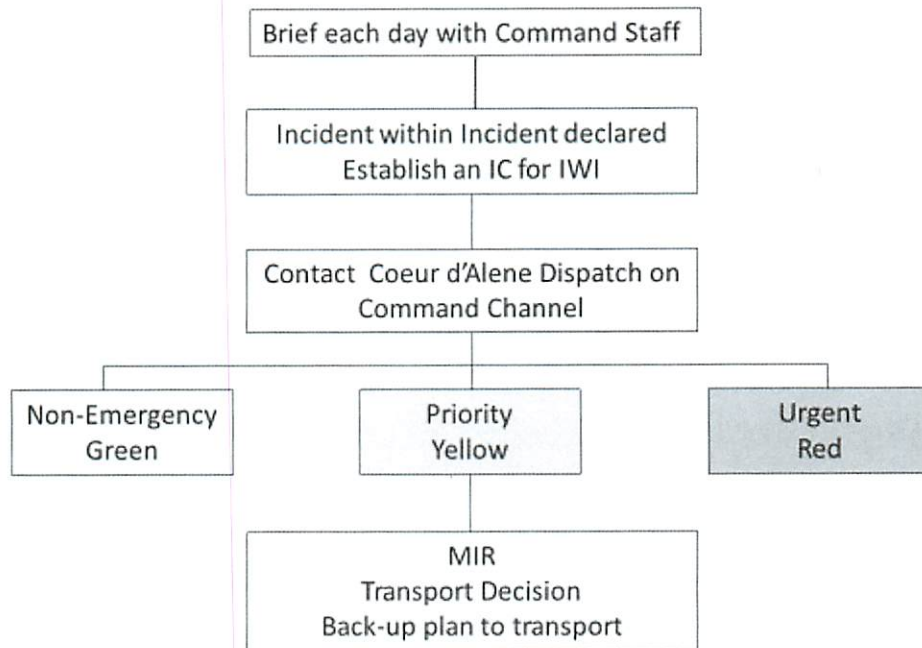 Brief each day with Command Staff
Incident within Incident declared
Establish an IC for IWI
Contact Coeur d'Alene Dispatch on
Command Channel
Non-Emergency
Green
Priority
Yellow
Urgent
Red
MIR
Transport Decision
Back-up plan to transport